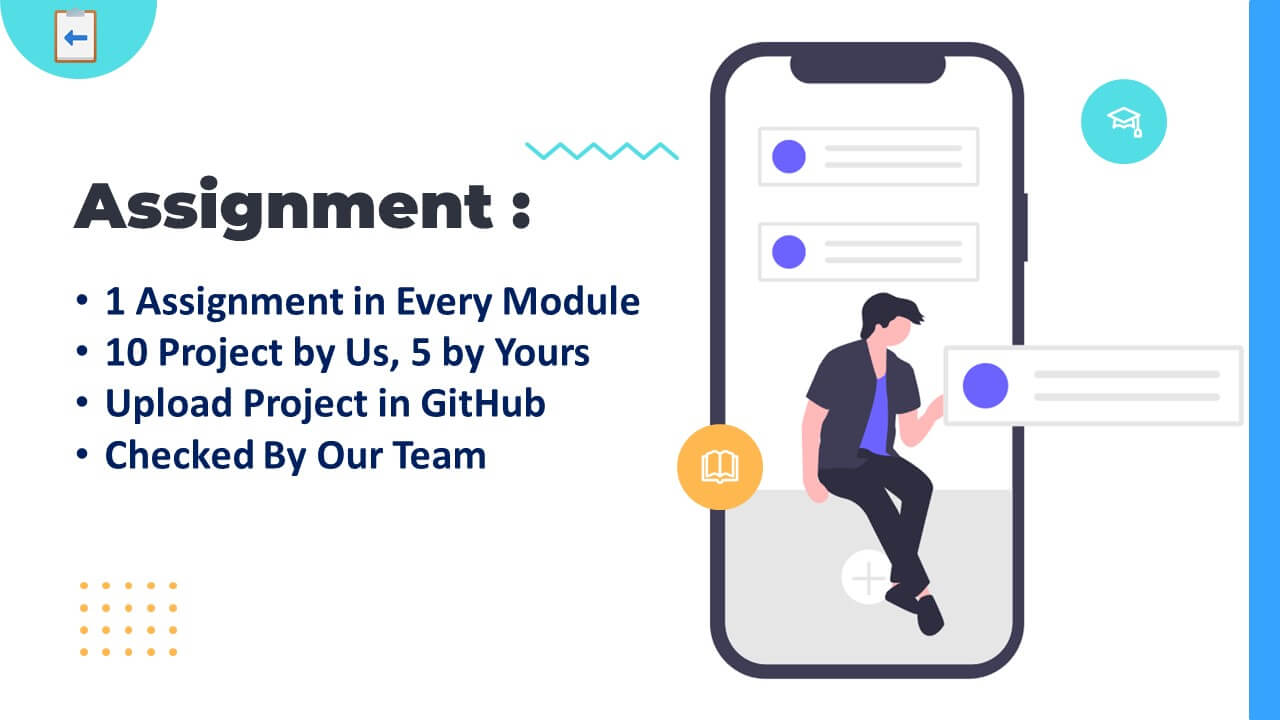 Assignment :
• 1 Assignment in Every Module
• 10 Project by Us, 5 by Yours
• Upload Project in GitHub
• Checked By Our Team